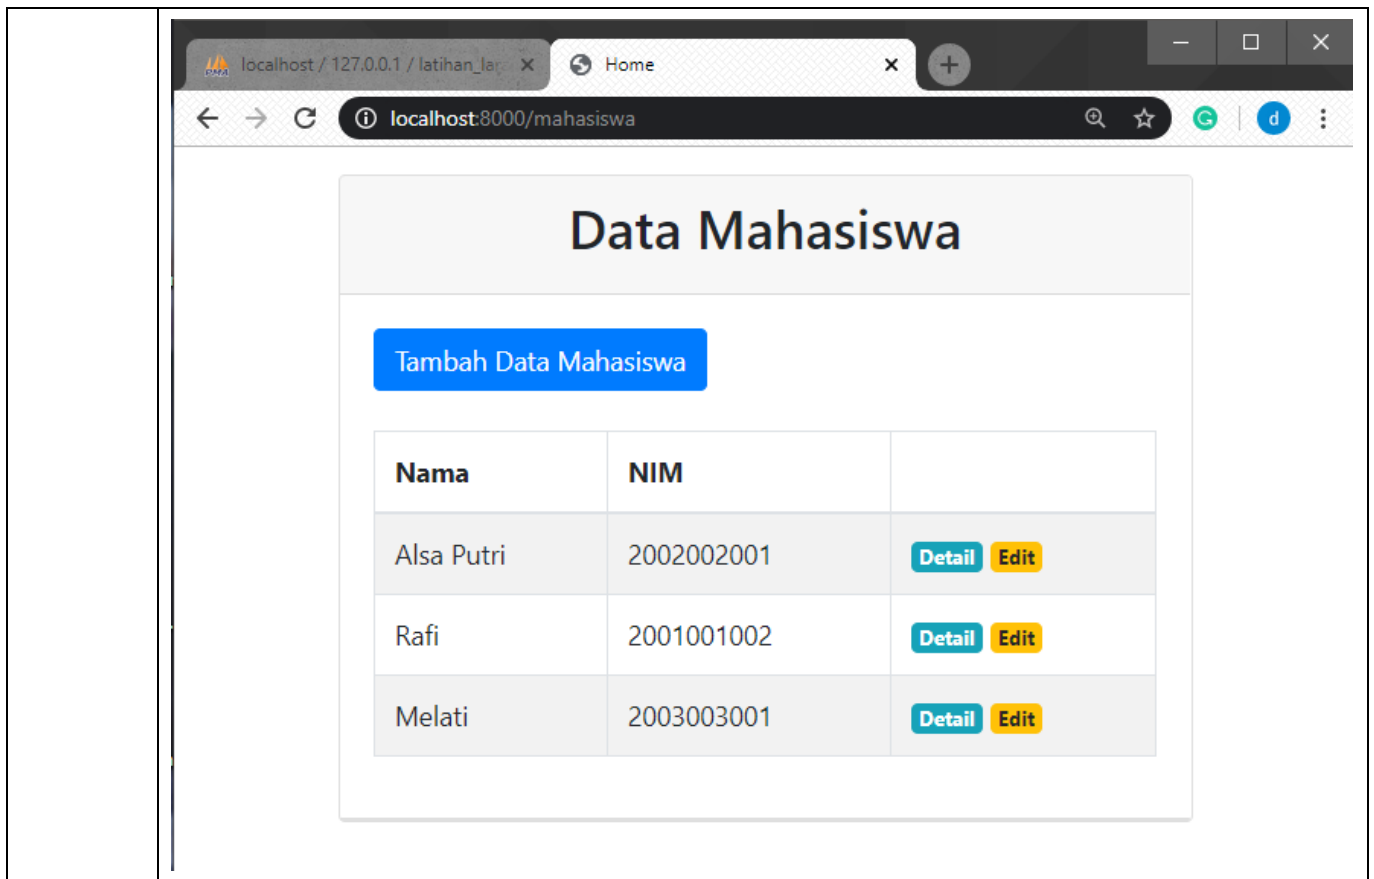 localhost / 127.0.0.1 / latihan_la
Home
localhost:8000/mahasiswa
G
d
Data Mahasiswa
Tambah Data Mahasiswa
Nama NIM
Alsa Putri 2002002001 Detail Edit
Rafi 2001001002 Detail Edit
Melati 2003003001 Detail Edit